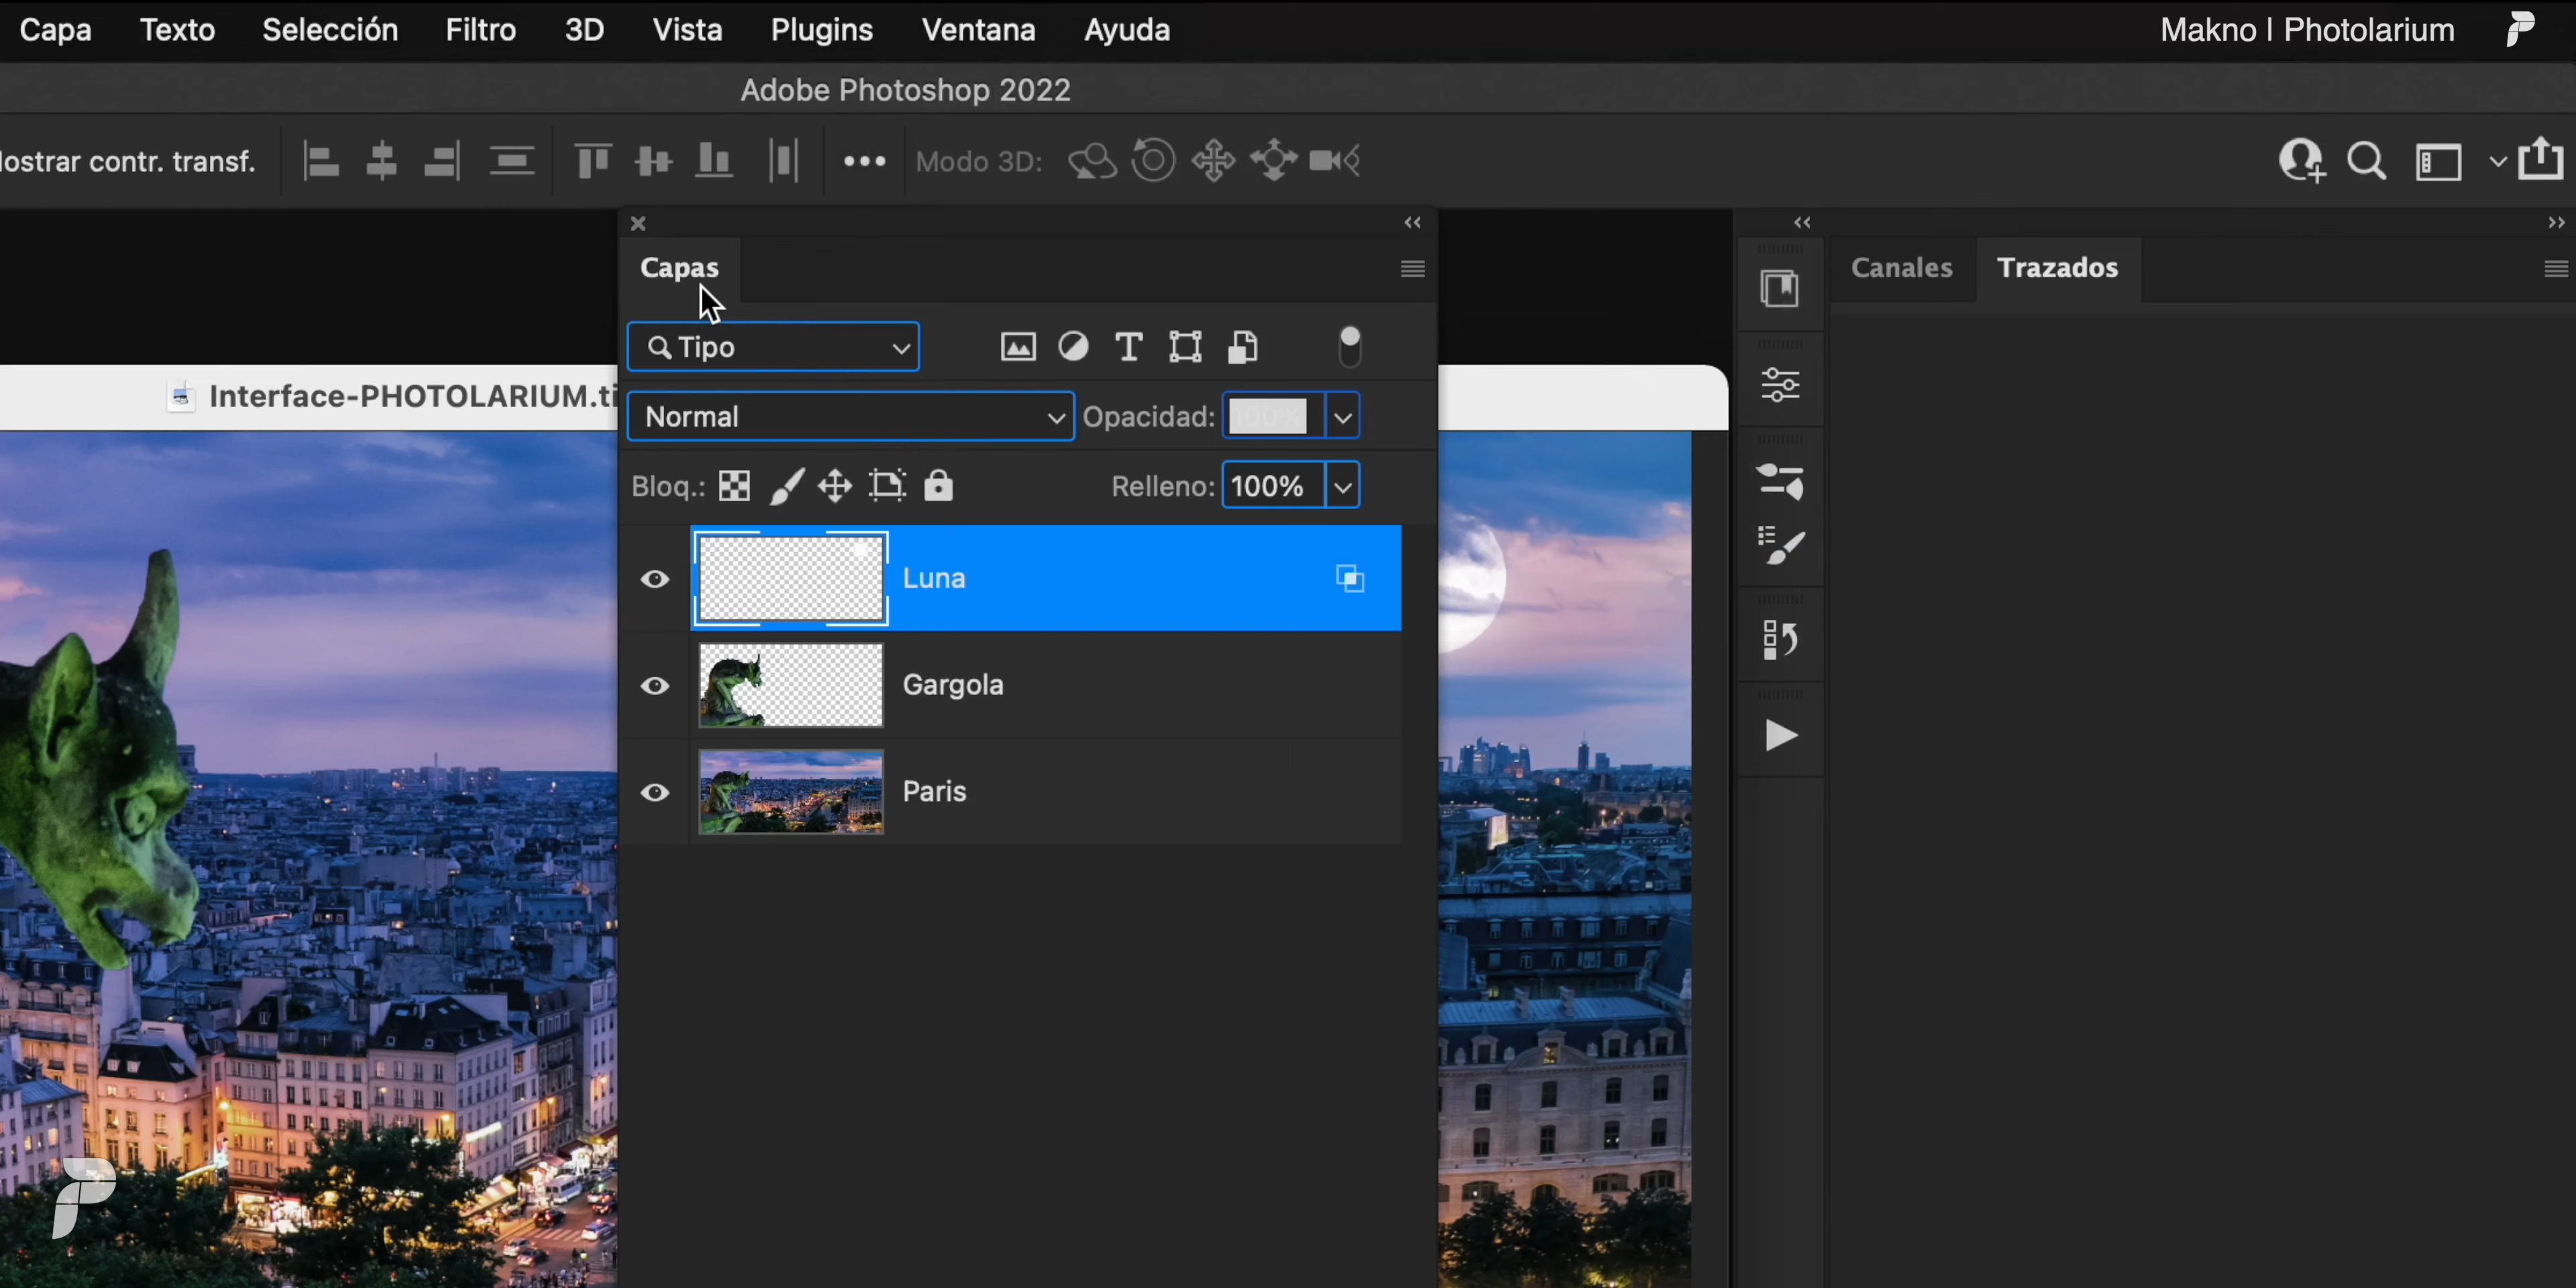 Capa Texto Selección Filtro 3D Vista Plugins Ventana Ayuda Makno | Photolarium
Adobe Photoshop 2022
contr. transf. Modo 3D:
Capas
Canales Trazados
Tipo
Interface-PHOTOLARIUM.ti
Normal Opacidad: 100%
Bloq.: Relleno: 100%
Luna
Gargola
Paris